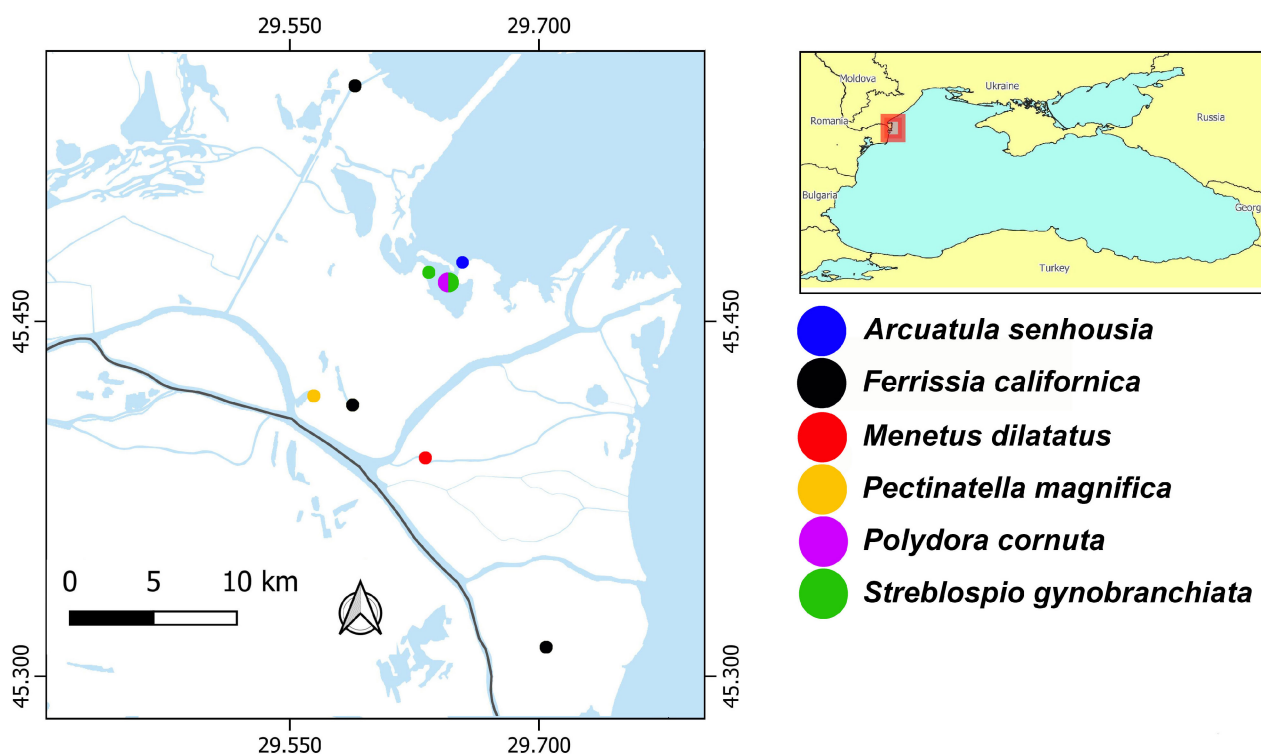 29.550 29.700
45.450
45.300
0 5 10 km
29.550 29.700
Moldova
Ukraine
Romania
Russia
Bulgaria
Georg
Turkey
Arcuatula senhousia
Ferrissia californica
Menetus dilatatus
Pectinatella magnifica
Polydora cornuta
Streblospio gynobranchiata
45.450
45.300